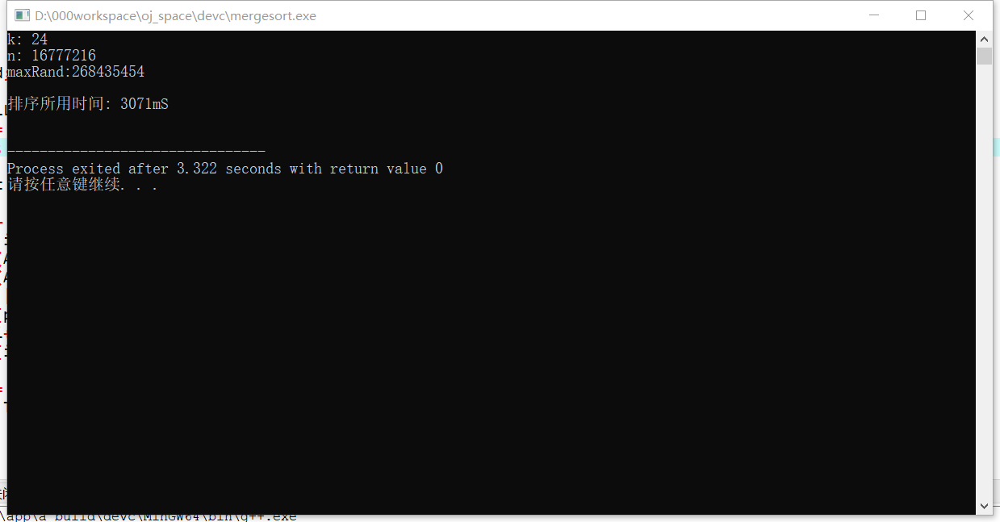 D:\000workspace\oj_space\devc\mergesort.exe
k: 24
n: 16777216
maxRand:268435454
排序所用时间: 3071mS
--------------------------------
Process exited after 3.322 seconds with return value 0
请按任意键继续. . .
\app\a build\devc\MinGW64\bin\g++.exe